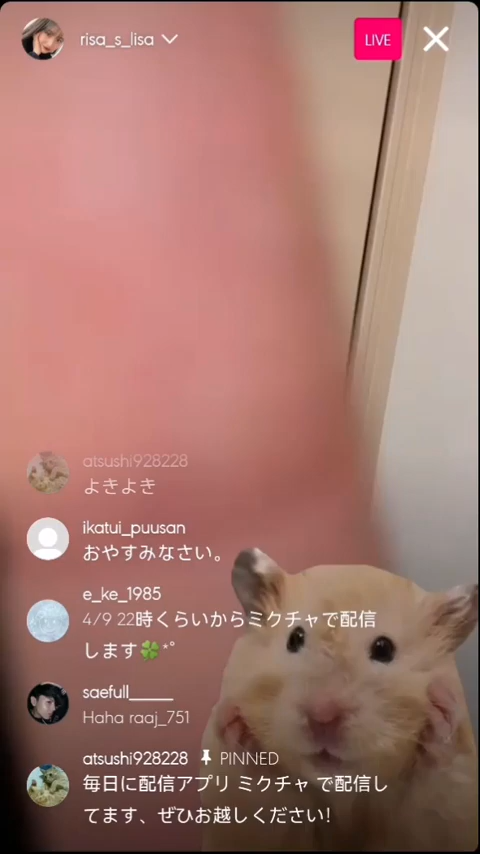 risa_s_lisa
LIVE
atsushi928228
よきよき
ikatui_puusan
おやすみなさい。
e_ke_1985
4/9 22時くらいからミクチャで配信
します🍀*°
saefull_____
Haha raaj_751
atsushi928228 PINNED
毎日に配信アプリ ミクチャ で配信し
てます、ぜひお越しください!